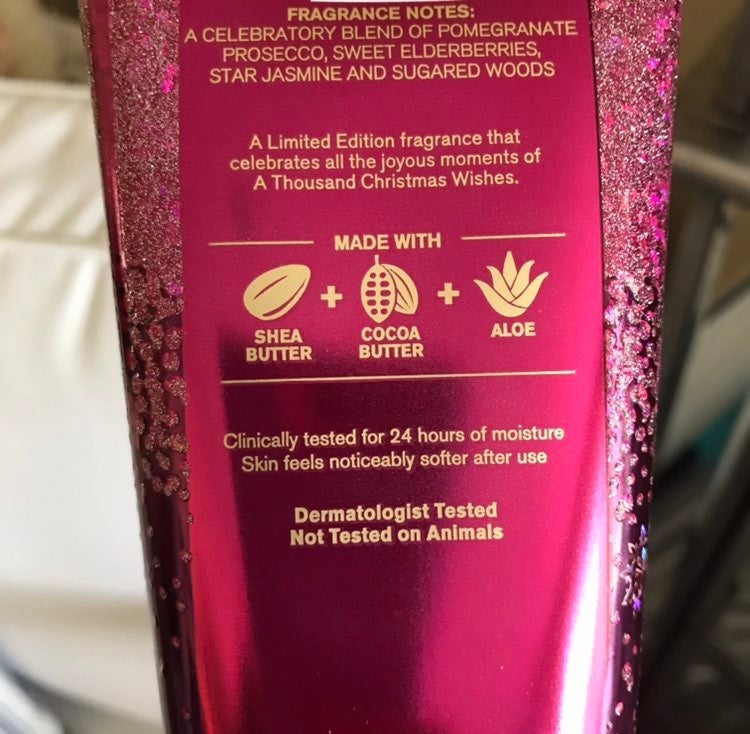 FRAGRANCE NOTES:
A CELEBRATORY BLEND OF POMEGRANATE
PROSECCO, SWEET ELDERBERRIES,
STAR JASMINE AND SUGARED WOODS
A Limited Edition fragrance that
celebrates all the joyous moments of
A Thousand Christmas Wishes.
MADE WITH
SHEA BUTTER + COCOA BUTTER + ALOE
Clinically tested for 24 hours of moisture
Skin feels noticeably softer after use
Dermatologist Tested
Not Tested on Animals